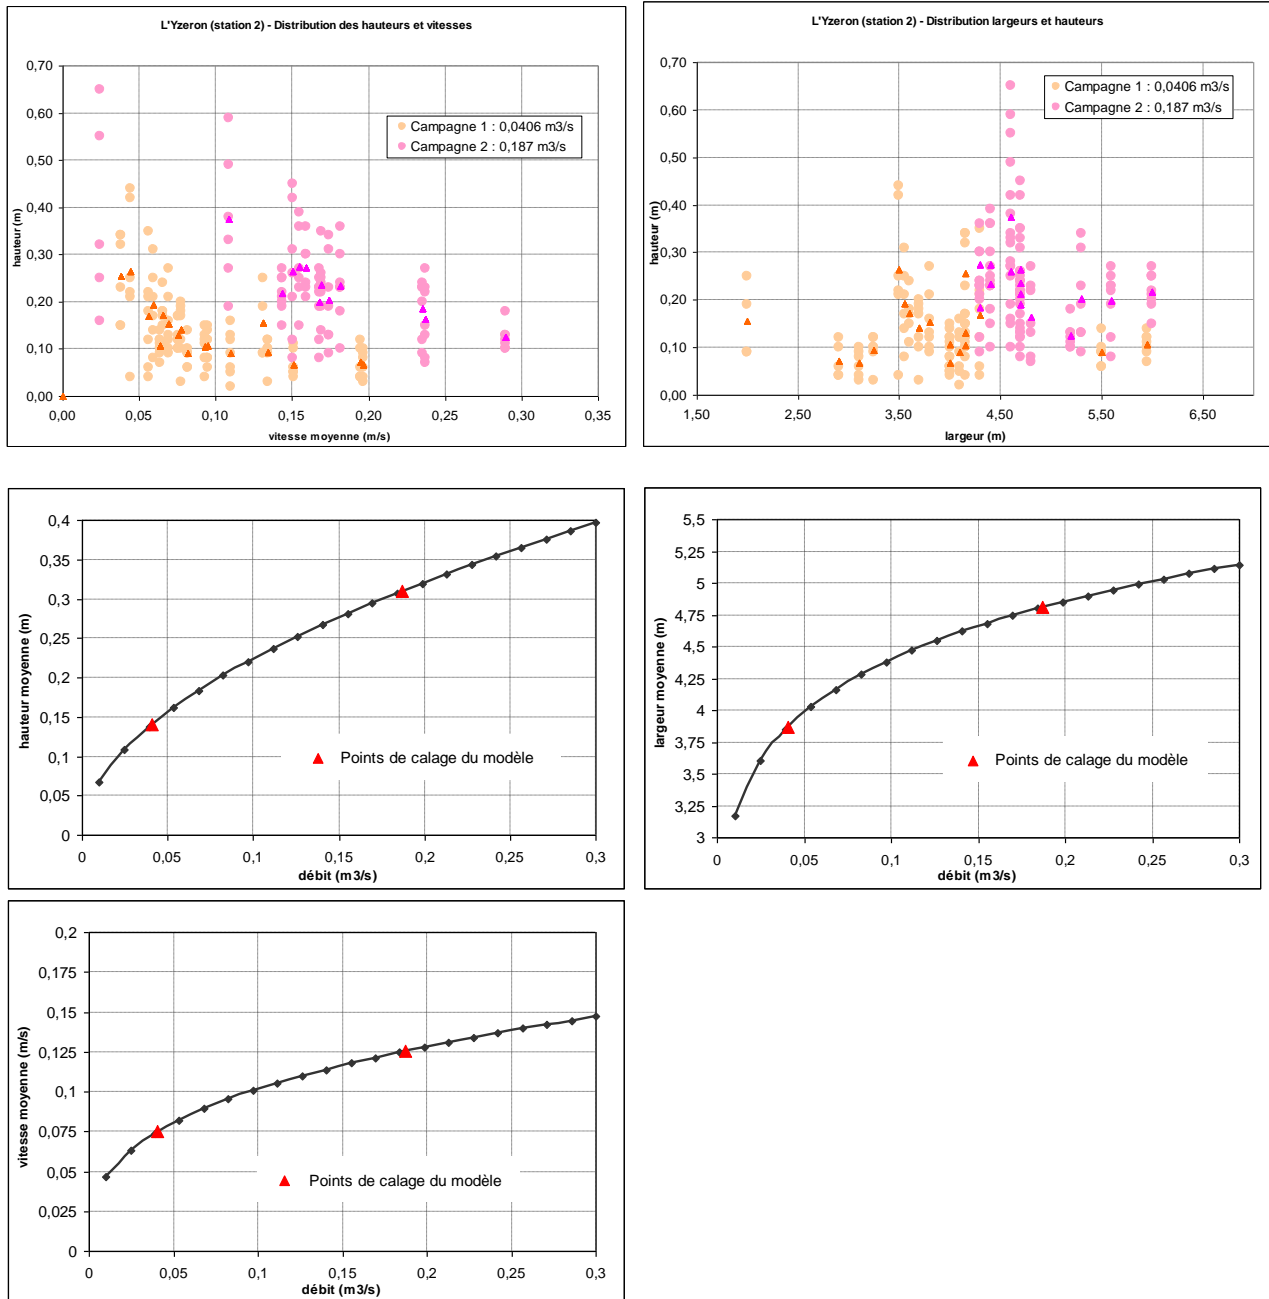 L'Yzeron (station 2) - Distribution des hauteurs et vitesses
0,70
0,60
0,50
0,40
0,30
0,20
0,10
0,00
hauteur (m)
Campagne 1 : 0,0406 m3/s
Campagne 2 : 0,187 m3/s
0,00 0,05 0,10 0,15 0,20 0,25 0,30 0,35
vitesse moyenne (m/s)
L'Yzeron (station 2) - Distribution largeurs et hauteurs
0,70
0,60
0,50
0,40
0,30
0,20
0,10
0,00
hauteur (m)
Campagne 1 : 0,0406 m3/s
Campagne 2 : 0,187 m3/s
1,50 2,50 3,50 4,50 5,50 6,50
largeur (m)
0,4
0,35
0,3
0,25
0,2
0,15
0,1
0,05
0
hauteur moyenne (m)
Points de calage du modèle
0 0,05 0,1 0,15 0,2 0,25 0,3
débit (m3/s)
5,5
5,25
5
4,75
4,5
4,25
4
3,75
3,5
3,25
3
largeur moyenne (m)
Points de calage du modèle
0 0,05 0,1 0,15 0,2 0,25 0,3
débit (m3/s)
0,2
0,175
0,15
0,125
0,1
0,075
0,05
0,025
0
vitesse moyenne (m/s)
Points de calage du modèle
0 0,05 0,1 0,15 0,2 0,25 0,3
débit (m3/s)